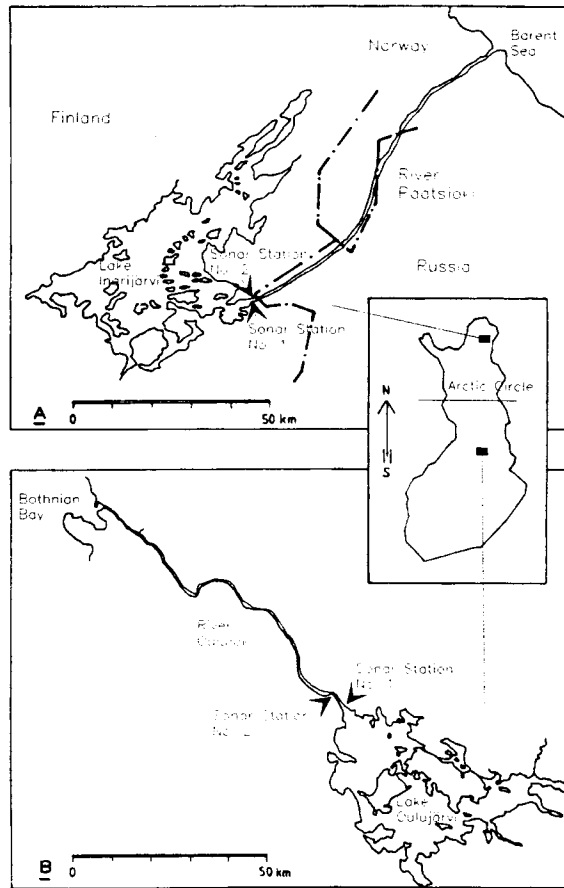 Norway
Barent
Sea
Finland
River
Paatsjoki
Russia
Lake
Inarijärvi
Sonar Station
No. 2
Sonar Station
No. 1
0
50 km
A
Arctic Circle
N
S
Bothnian
Bay
River
Oulujoki
Sonar Station
No. 1
Sonar Station
No. 2
Lake
Oulujärvi
0
50 km
B